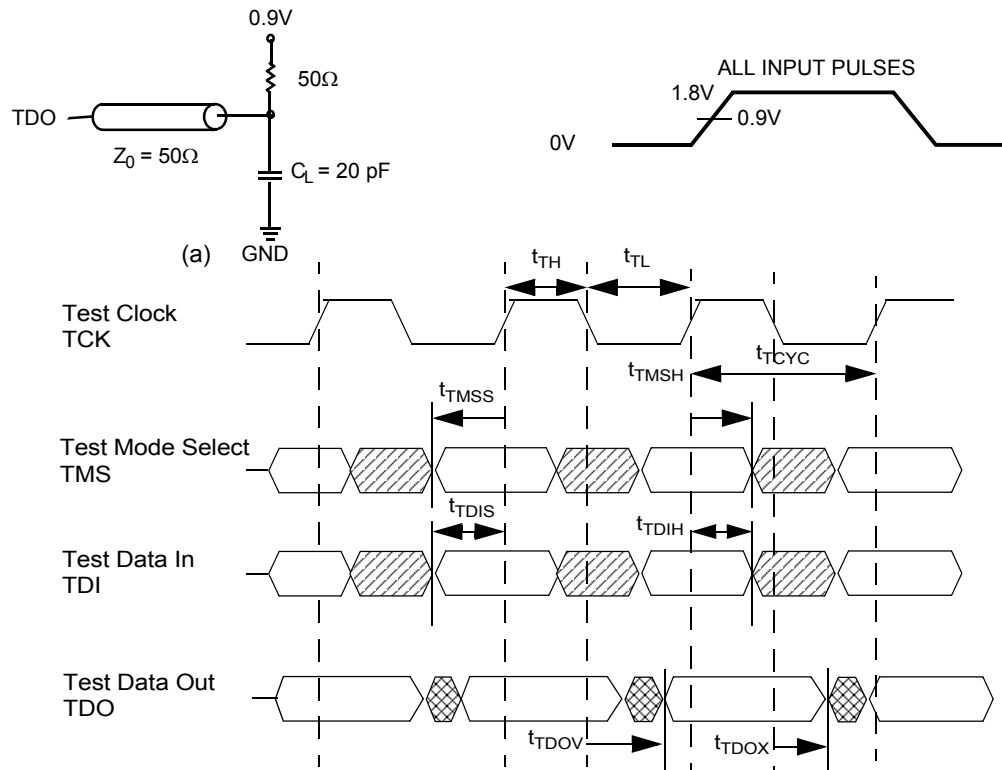 0.9V
50Ω
TDO
Z0 = 50Ω
CL = 20 pF
(a)
GND
ALL INPUT PULSES
1.8V
0.9V
0V
tTH
tTL
Test Clock
TCK
tTMSH
tTCYC
tTMSS
Test Mode Select
TMS
tTDIS
tTDIH
Test Data In
TDI
Test Data Out
TDO
tTDOV
tTDOX